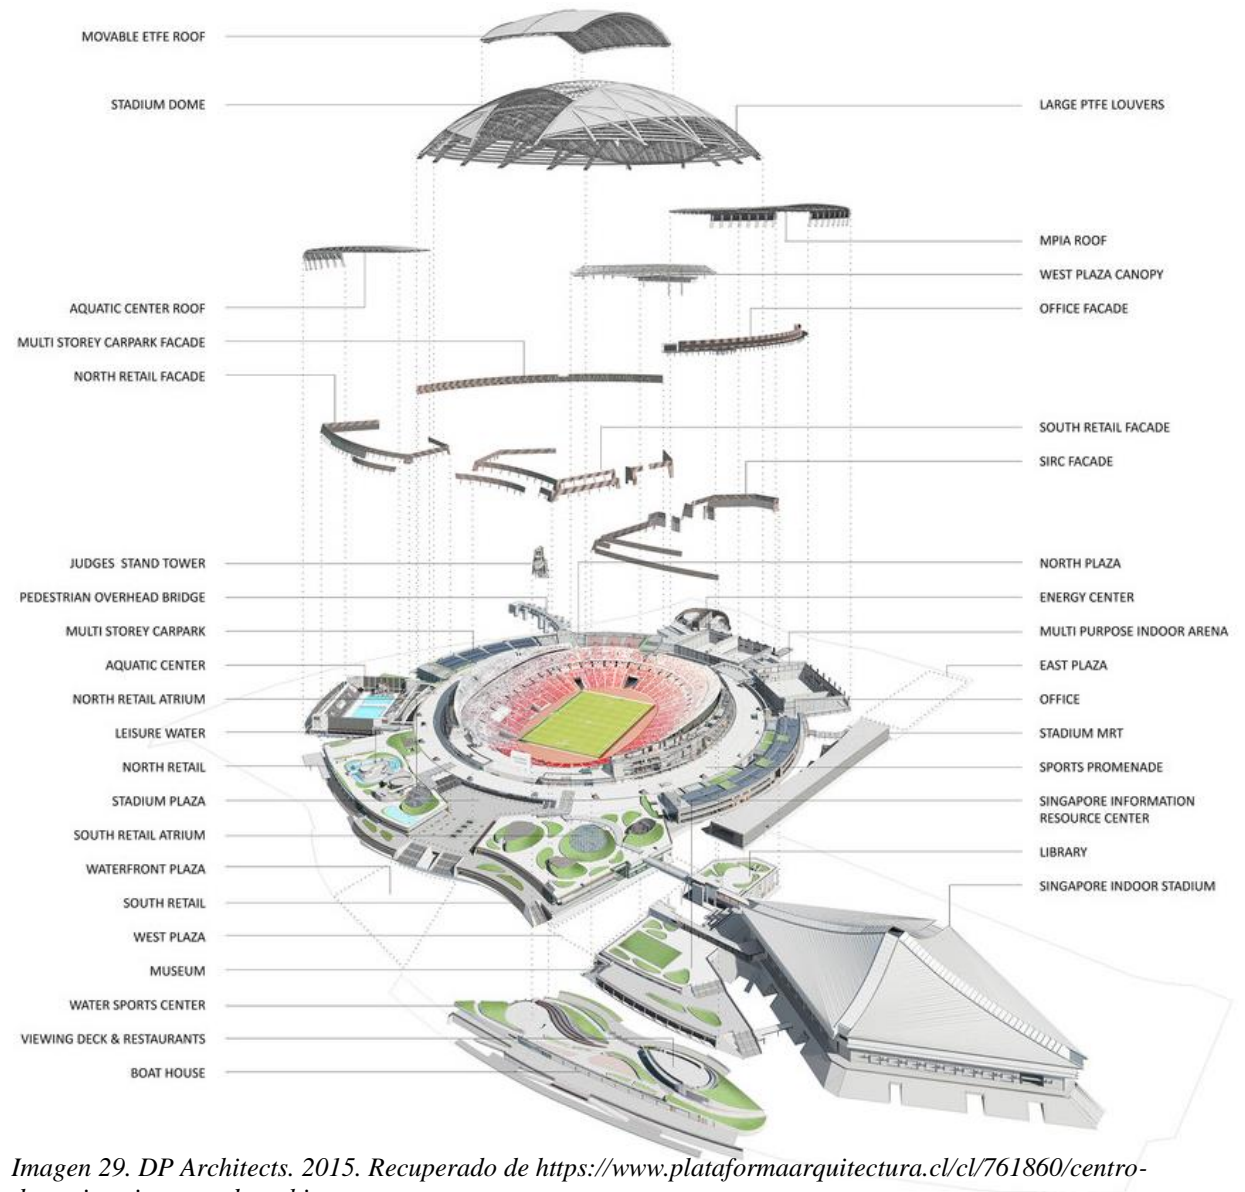 MOVABLE ETFE ROOF
STADIUM DOME
LARGE PTFE LOUVERS
MPIA ROOF
WEST PLAZA CANOPY
AQUATIC CENTER ROOF
OFFICE FACADE
MULTI STOREY CARPARK FACADE
NORTH RETAIL FACADE
SOUTH RETAIL FACADE
SIRC FACADE
JUDGES STAND TOWER
NORTH PLAZA
PEDESTRIAN OVERHEAD BRIDGE
ENERGY CENTER
MULTI STOREY CARPARK
MULTI PURPOSE INDOOR ARENA
AQUATIC CENTER
EAST PLAZA
NORTH RETAIL ATRIUM
OFFICE
LEISURE WATER
STADIUM MRT
NORTH RETAIL
SPORTS PROMENADE
STADIUM PLAZA
SINGAPORE INFORMATION
RESOURCE CENTER
SOUTH RETAIL ATRIUM
LIBRARY
WATERFRONT PLAZA
SINGAPORE INDOOR STADIUM
SOUTH RETAIL
WEST PLAZA
MUSEUM
WATER SPORTS CENTER
VIEWING DECK & RESTAURANTS
BOAT HOUSE
Imagen 29. DP Architects. 2015. Recuperado de https://www.plataformaarquitectura.cl/cl/761860/centro-